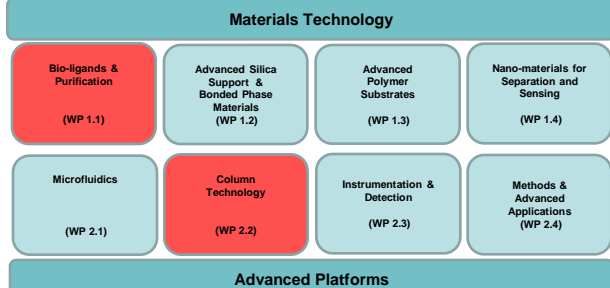 Materials Technology
Bio-ligands &
Purification
(WP 1.1)
Advanced Silica
Support &
Bonded Phase
Materials
(WP 1.2)
Advanced
Polymer
Substrates
(WP 1.3)
Nano-materials for
Separation and
Sensing
(WP 1.4)
Microfluidics
(WP 2.1)
Column
Technology
(WP 2.2)
Instrumentation &
Detection
(WP 2.3)
Methods &
Advanced
Applications
(WP 2.4)
Advanced Platforms